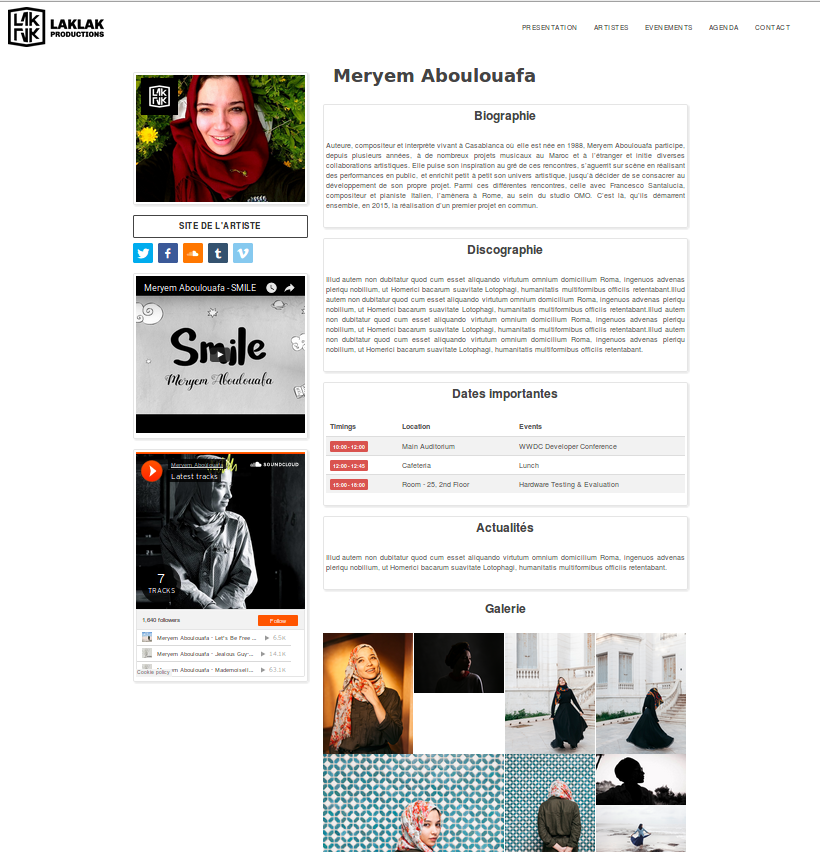 LAKLAK
PRODUCTIONS
PRESENTATION ARTISTES EVENEMENTS AGENDA CONTACT
SITE DE L'ARTISTE
Meryem Aboulouafa - SMILE
Smile
Meryem Aboulouafa
Meryem Aboulouafa
Latest tracks
SOUNDCLOUD
7
TRACKS
1,640 followers
Follow
Meryem Aboulouafa - Let's Be Free ... 6.5K
Meryem Aboulouafa - Jealous Guy-... 14.1K
Meryem Aboulouafa - Mademoisell... 63.1K
Cookie policy
Meryem Aboulouafa
Biographie
Auteure, compositeur et interprète vivant à Casablanca où elle est née en 1988, Meryem Aboulouafa participe,
depuis plusieurs années, à de nombreux projets musicaux au Maroc et à l'étranger et initie diverses
collaborations artistiques. Elle puise son inspiration au gré de ces rencontres, s'aguerrit sur scène en réalisant
des performances en public, et enrichit petit à petit son univers artistique, jusqu'à décider de se consacrer au
développement de son propre projet. Parmi ces différentes rencontres, celle avec Francesco Santalucia,
compositeur et pianiste italien, l'amènera à Rome, au sein du studio OMO. C'est là, qu'ils démarent
ensemble, en 2015, la réalisation d'un premier projet en commun.
Discographie
Illud autem non dubitatur quod cum esset aliquando virtutum omnium domicilium Roma, ingenuos advenas
plerique nobilium, ut Homerici bacarum suavitate Lotophagi, humanitatis multiformibus officiis retentabant.Illud
autem non dubitatur quod cum esset aliquando virtutum omnium domicilium Roma, ingenuos advenas plerique
nobilium, ut Homerici bacarum suavitate Lotophagi, humanitatis multiformibus officiis retentabant.Illud autem
non dubitatur quod cum esset aliquando virtutum omnium domicilium Roma, ingenuos advenas plerique
nobilium, ut Homerici bacarum suavitate Lotophagi, humanitatis multiformibus officiis retentabant.Illud autem
non dubitatur quod cum esset aliquando virtutum omnium domicilium Roma, ingenuos advenas plerique
nobilium, ut Homerici bacarum suavitate Lotophagi, humanitatis multiformibus officiis retentabant.
Dates importantes
Timings Location Events
10:00 - 12:00 Main Auditorium WWDC Developer Conference
12:00 - 12:45 Cafeteria Lunch
15:00 - 18:00 Room - 25, 2nd Floor Hardware Testing & Evaluation
Actualités
Illud autem non dubitatur quod cum esset aliquando virtutum omnium domicilium Roma, ingenuos advenas
plerique nobilium, ut Homerici bacarum suavitate Lotophagi, humanitatis multiformibus officiis retentabant.
Galerie